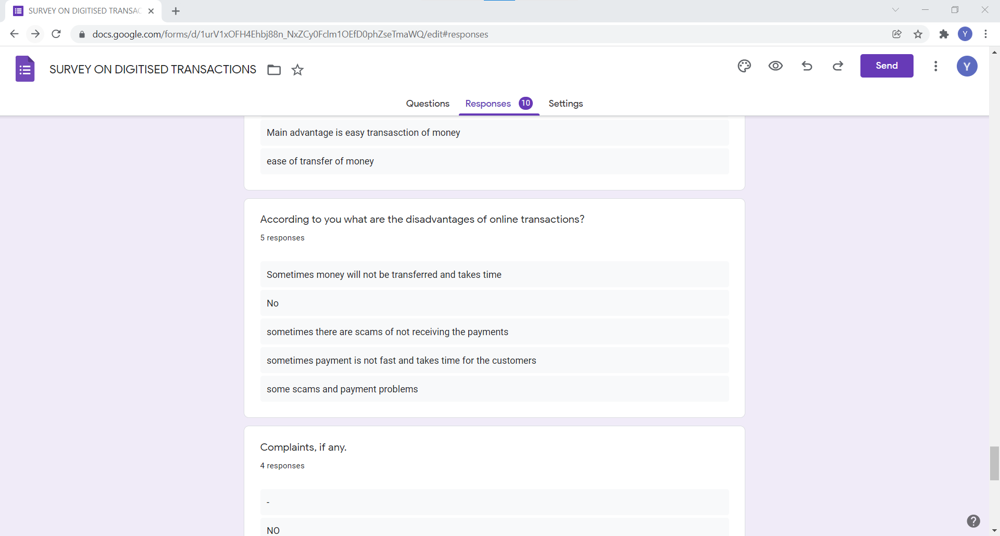 SURVEY ON DIGITISED TRANSAC
docs.google.com/forms/d/1urV1xOFH4Ehbj88n_NxZCy0Fclm1OEfD0phZseTmaWQ/edit#responses
Y
SURVEY ON DIGITISED TRANSACTIONS
Send
Y
Questions
Responses 10
Settings
Main advantage is easy transasction of money
ease of transfer of money
According to you what are the disadvantages of online transactions?
5 responses
Sometimes money will not be transferred and takes time
No
sometimes there are scams of not receiving the payments
sometimes payment is not fast and takes time for the customers
some scams and payment problems
Complaints, if any.
4 responses
-
NO